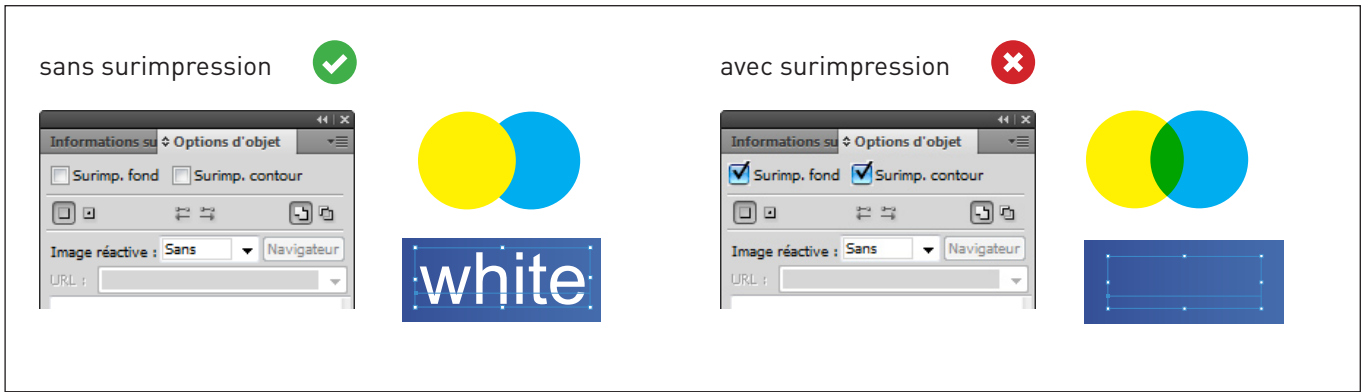 sans surimpression
Informations su Options d'objet
Surimp. fond Surimp. contour
Image réactive : Sans Navigateur
URL :
white
avec surimpression
Informations su Options d'objet
Surimp. fond Surimp. contour
Image réactive : Sans Navigateur
URL :